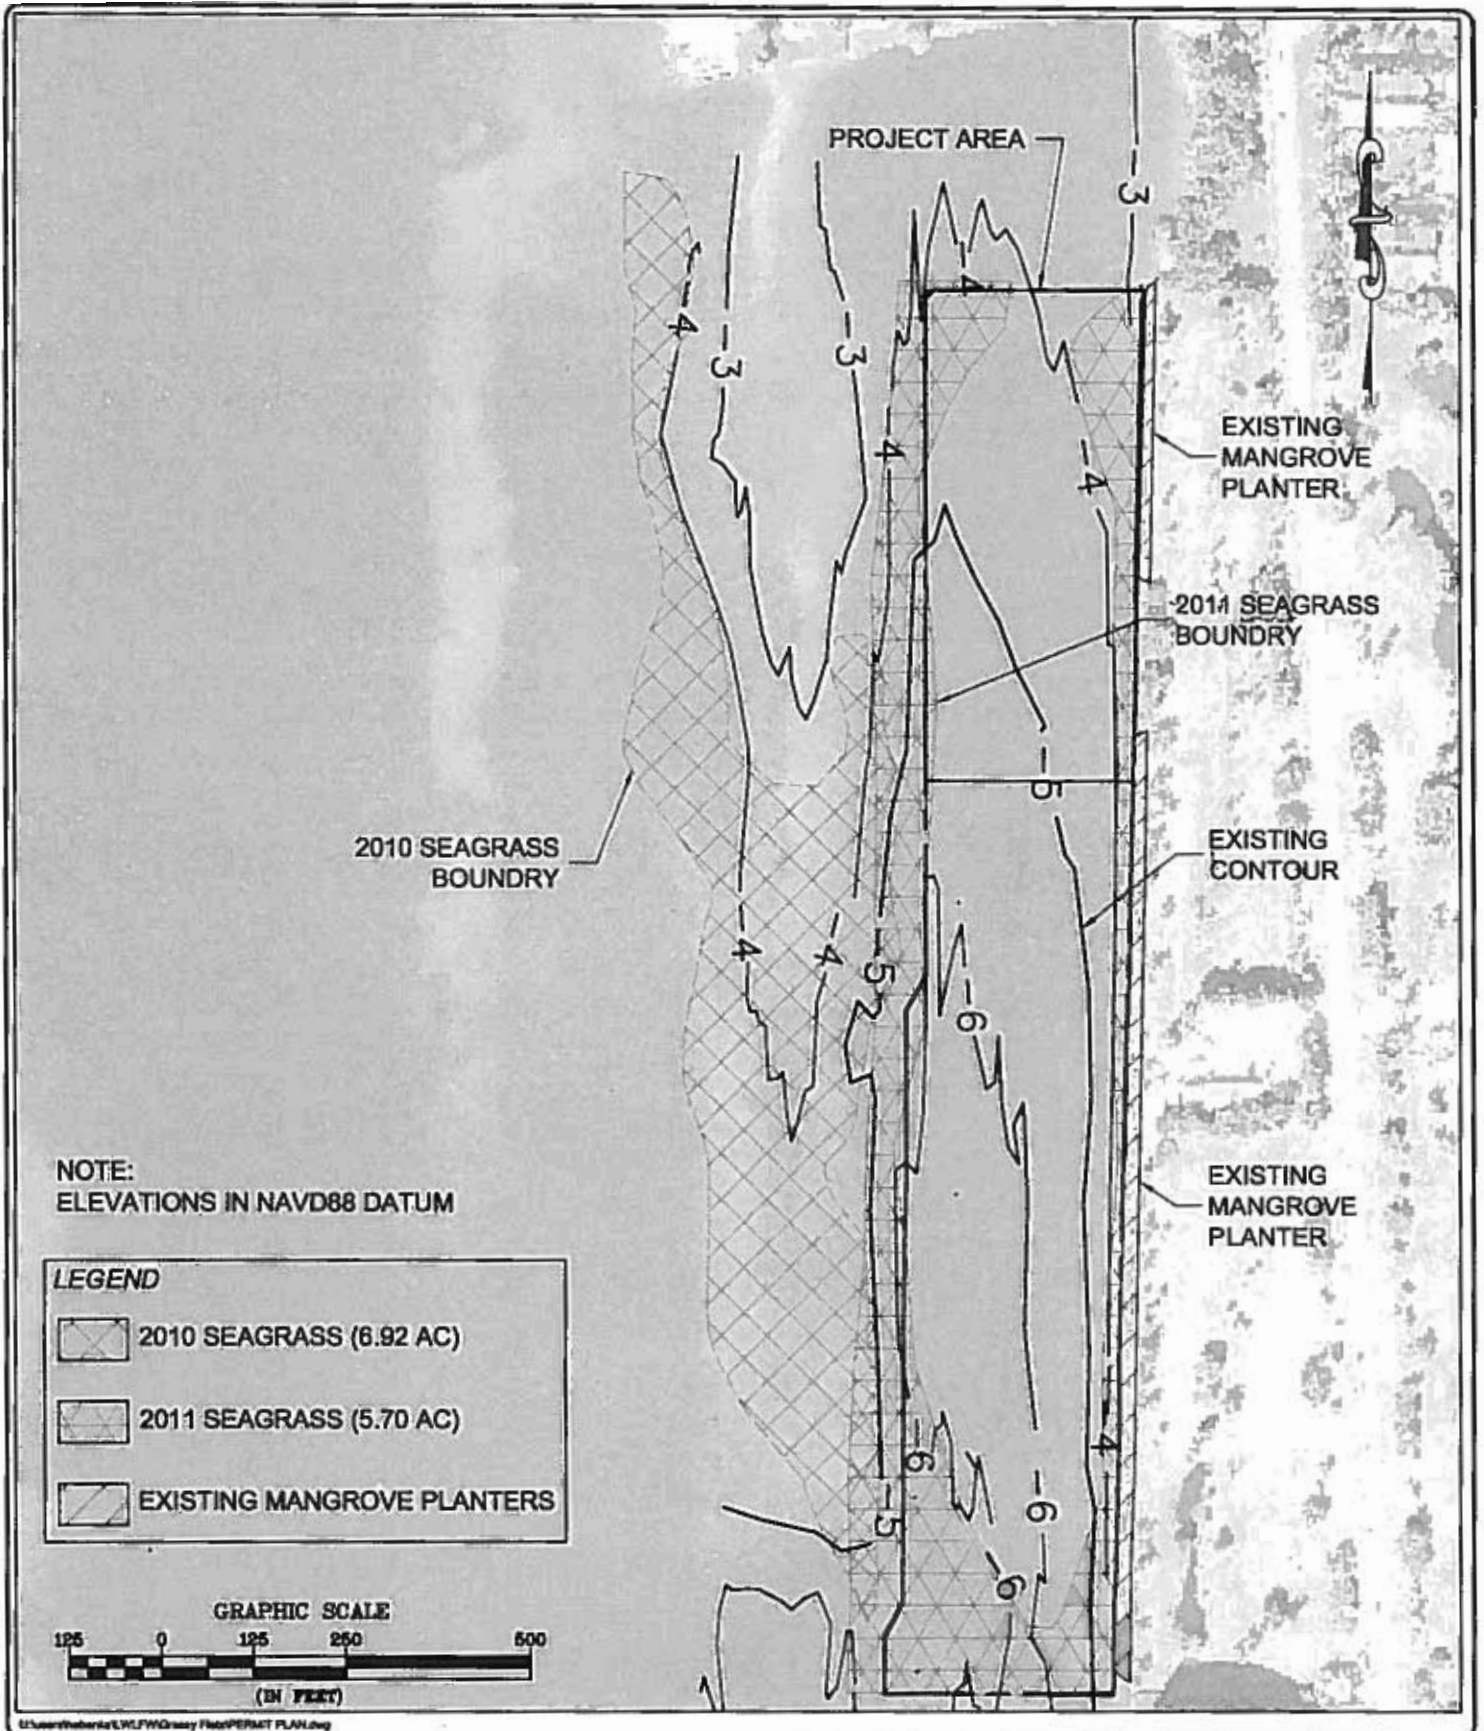 PROJECT AREA
-3
-4
-4
-3
-3
-4
-4
EXISTING
MANGROVE
PLANTER
2011 SEAGRASS
BOUNDRY
-5
2010 SEAGRASS
BOUNDRY
EXISTING
CONTOUR
-4
-4
-5
-6
NOTE:
ELEVATIONS IN NAVD88 DATUM
EXISTING
MANGROVE
PLANTER
LEGEND
2010 SEAGRASS (6.92 AC)
2011 SEAGRASS (5.70 AC)
EXISTING MANGROVE PLANTERS
-4
-6
-6
-5
-6
GRAPHIC SCALE
125 0 125 250 500
(IN FEET)